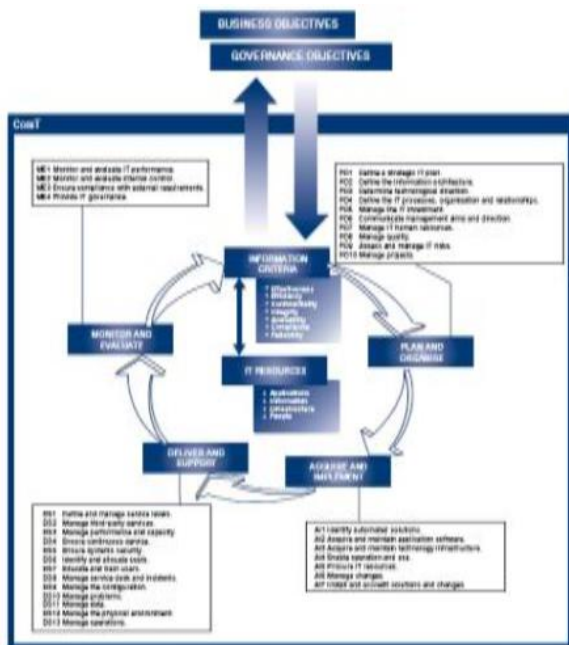 BUSINESS OBJECTIVES
GOVERNANCE OBJECTIVES
COBIT
ME1 Monitor and evaluate IT performance.
ME2 Monitor and evaluate internal control.
ME3 Ensure compliance with external requirements.
ME4 Provide IT governance.
PO1 Define a strategic IT plan.
PO2 Define the information architecture.
PO3 Determine technological direction.
PO4 Define the IT processes, organisation and relationships.
PO5 Manage the IT investment.
PO6 Communicate management aims and direction.
PO7 Manage IT human resources.
PO8 Manage quality.
PO9 Assess and manage IT risks.
PO10 Manage projects.
INFORMATION
CRITERIA
Effectiveness
Efficiency
Confidentiality
Integrity
Availability
Compliance
Reliability
MONITOR AND
EVALUATE
PLAN AND
ORGANISE
IT RESOURCES
Applications
Information
Infrastructure
People
DELIVER AND
SUPPORT
ACQUIRE AND
IMPLEMENT
DS1 Define and manage service levels.
DS2 Manage third-party services.
DS3 Manage performance and capacity.
DS4 Ensure continuous service.
DS5 Ensure systems security.
DS6 Identify and allocate costs.
DS7 Educate and train users.
DS8 Manage service desk and incidents.
DS9 Manage the configuration.
DS10 Manage problems.
DS11 Manage data.
DS12 Manage the physical environment.
DS13 Manage operations.
AI1 Identify automated solutions.
AI2 Acquire and maintain application software.
AI3 Acquire and maintain technology infrastructure.
AI4 Enable operation and use.
AI5 Procure IT resources.
AI6 Manage changes.
AI7 Install and accredit solutions and changes.